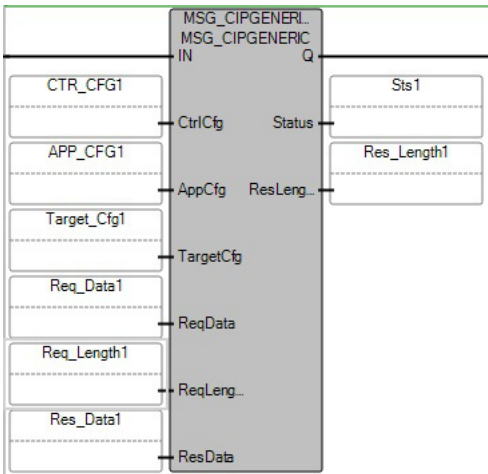 MSG_CIPGENERI...
MSG_CIPGENERIC
IN Q
CTR_CFG1 Sts1
CtrlCfg Status
APP_CFG1 Res_Length1
AppCfg ResLeng...
Target_Cfg1
TargetCfg
Req_Data1
ReqData
Req_Length1
ReqLeng...
Res_Data1
ResData